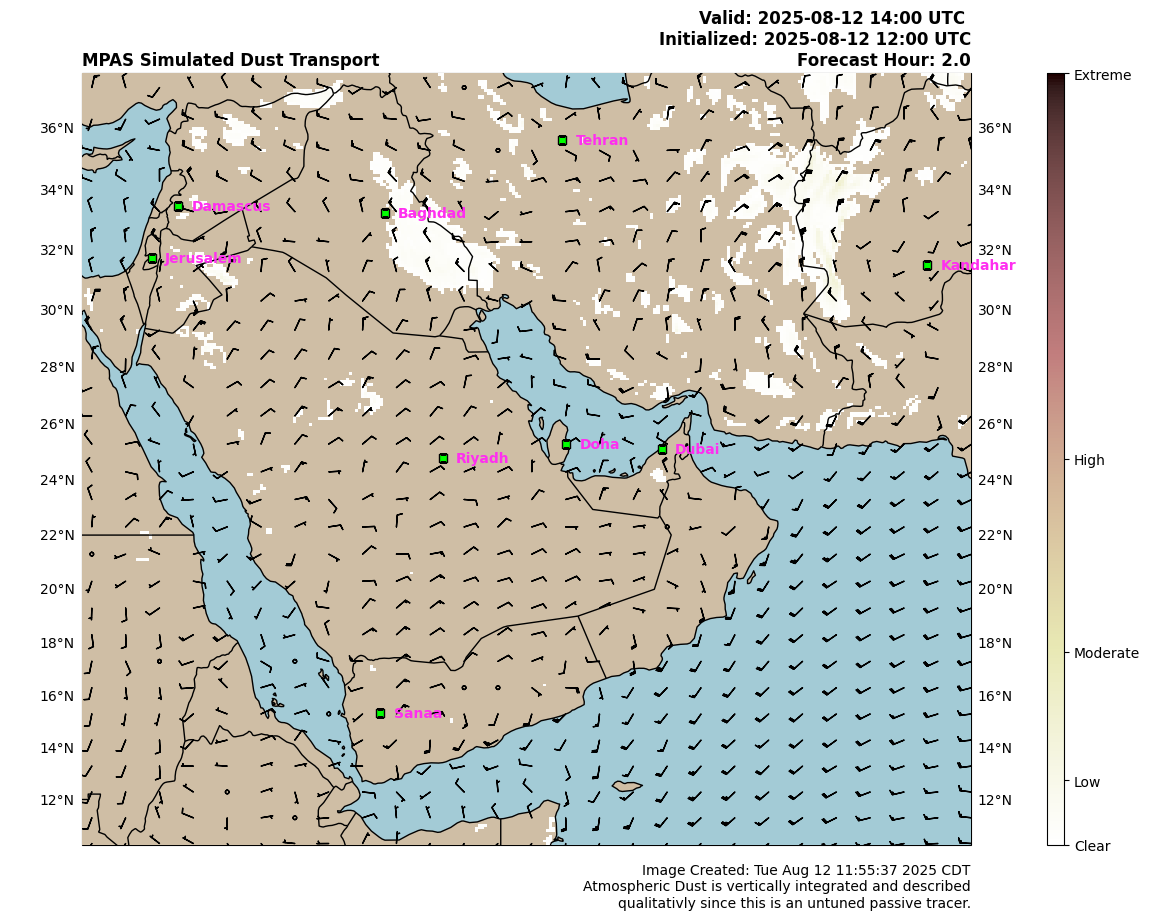 Valid: 2025-08-12 14:00 UTC
Initialized: 2025-08-12 12:00 UTC
MPAS Simulated Dust Transport
Forecast Hour: 2.0
Extreme
36°N
Tehran
36°N
34°N
34°N
Damascus
Baghdad
32°N
32°N
Jerusalem
Kandahar
30°N
30°N
28°N
28°N
26°N
26°N
Doha
Dubai
Riyadh
High
24°N
24°N
22°N
22°N
20°N
20°N
18°N
18°N
Moderate
16°N
16°N
Sanaa
14°N
14°N
Low
12°N
12°N
Clear
Image Created: Tue Aug 12 11:55:37 2025 CDT
Atmospheric Dust is vertically integrated and described
qualitativly since this is an untuned passive tracer.